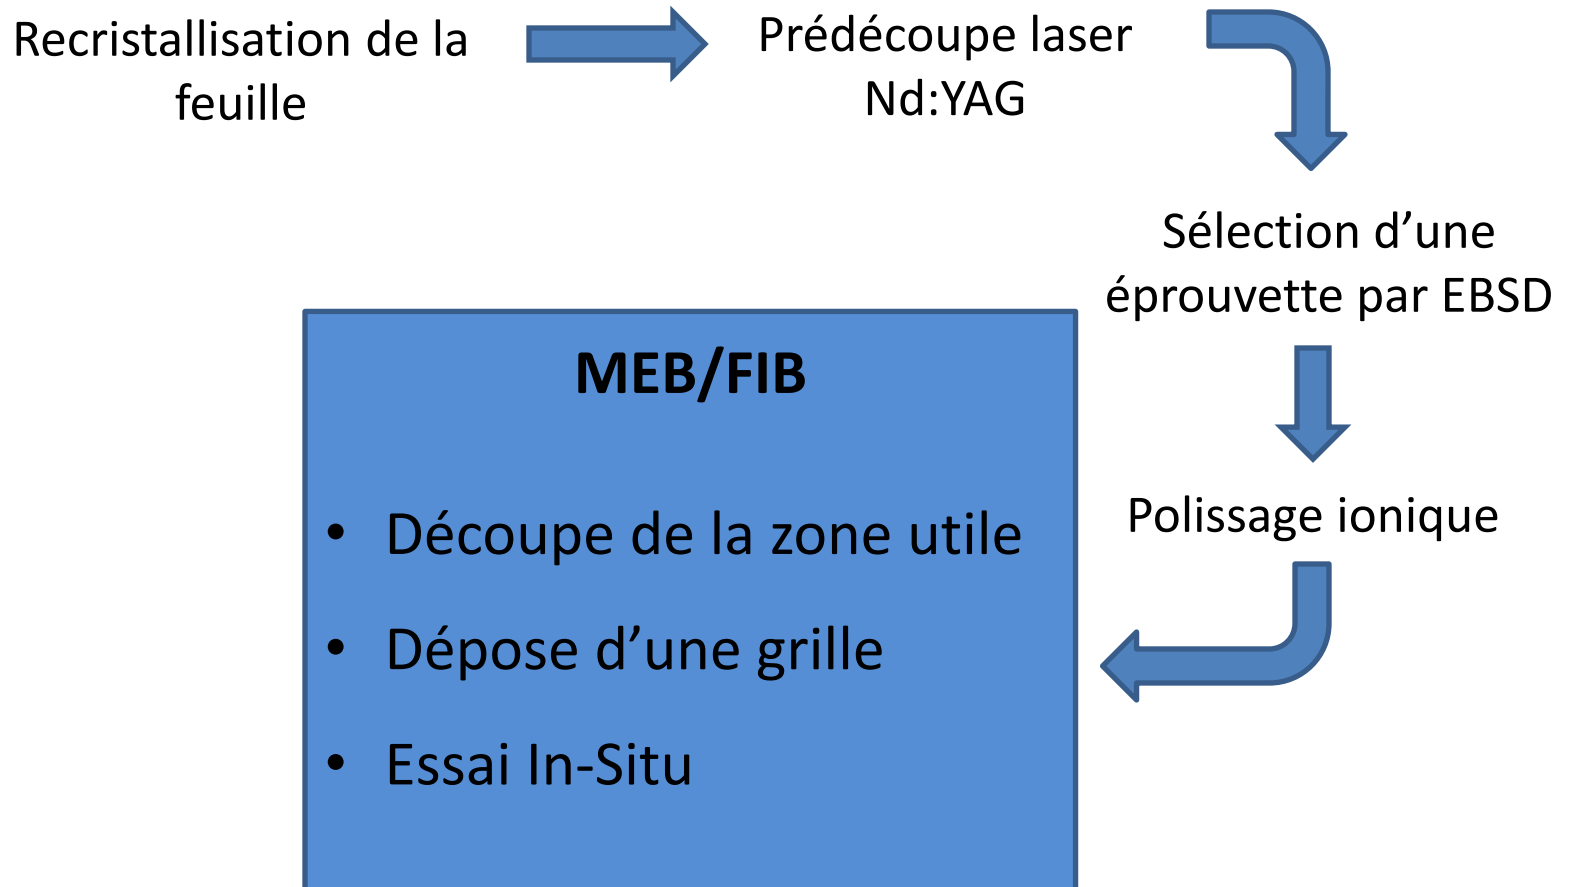 Recristallisation de la
feuille
Prédécoupe laser
Nd:YAG
Sélection d’une
éprouvette par EBSD
Polissage ionique
MEB/FIB
• Découpe de la zone utile
• Dépose d’une grille
• Essai In-Situ